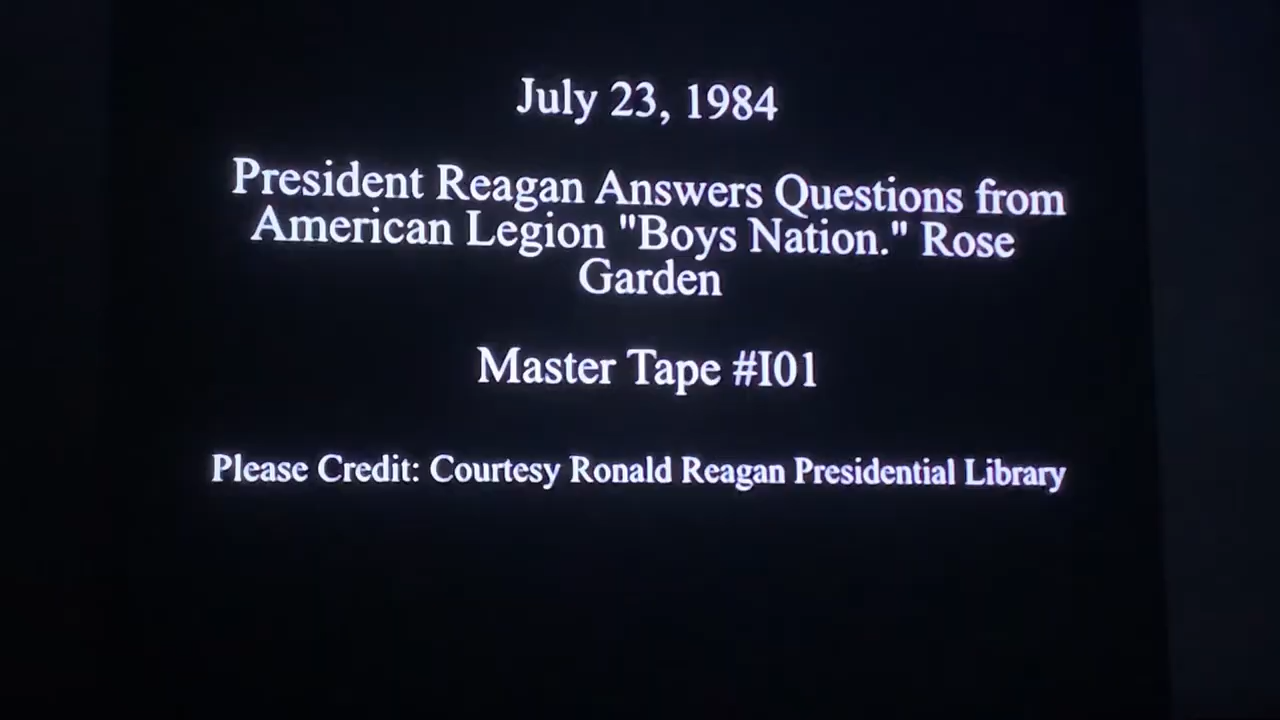 July 23, 1984
President Reagan Answers Questions from
American Legion "Boys Nation." Rose
Garden
Master Tape #I01
Please Credit: Courtesy Ronald Reagan Presidential Library